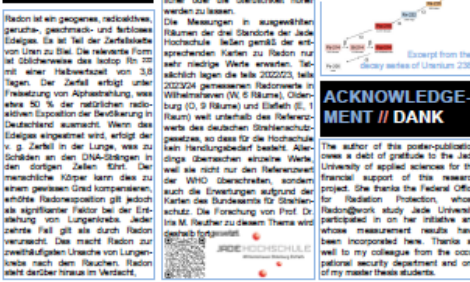 Radon ist ein geogenes, radioaktives,
geruchs-, geschmack- und farbloses
Edelgas. Es ist Teil der Zerfallskette
von Uran zu Blei. Die relevante Form
ist üblicherweise das Isotop Rn 222
mit einer Halbwertszeit von 3,8
Tagen. Der Zerfall erfolgt unter
Freisetzung von Alphastrahlung, was
etwa 50 % der natürlichen radio-
aktiven Exposition der Bevölkerung in
Deutschland ausmacht. Wenn das
Edelgas eingeatmet wird, erfolgt der
v. g. Zerfall in der Lunge, was zu
Schäden an den DNA-Strängen in
den dortigen Zellen führt. Der
menschliche Körper kann dies zu
einem gewissen Grad kompensieren,
erhöhte Radonexposition gilt jedoch
als signifikanter Faktor bei der Ent-
stehung von Lungenkrebs. Jeder
zehnte Fall gilt als durch Radon
verursacht. Das macht Radon zur
zweithäufigsten Ursache von Lungen-
krebs nach dem Rauchen. Radon
steht darüber hinaus im Verdacht,
werden zu lassen.
Die Messungen in ausgewählten
Räumen der drei Standorte der Jade
Hochschule ließen gemäß der ent-
sprechenden Karten zu Radon nur
sehr niedrige Werte erwarten. Tat-
sächlich lagen die teils 2022/23, teils
2023/24 gemessenen Radonwerte in
Wilhelmshaven (W, 6 Räume), Olden-
burg (O, 9 Räume) und Elsfleth (E, 1
Raum) weit unterhalb des Referenz-
werts des deutschen Strahlenschutz-
gesetzes, so dass für die Hochschule
kein Handlungsbedarf besteht. Aller-
dings überraschen einzelne Werte,
weil sie nicht nur den Referenzwert
der WHO überschreiten, sondern
auch die Erwartungen aufgrund der
Karten des Bundesamts für Strahlen-
schutz. Die Forschung von Prof. Dr.
Iris M. Reuther zu diesem Thema wird
deshalb fortgesetzt.
JADE HOCHSCHULE
Excerpt from the
decay series of Uranium 238
ACKNOWLEDGE-
MENT // DANK
The author of this poster-publication
owes a debt of gratitude to the Jade
University of applied sciences for the
financial support of this research
project. She thanks the Federal Office
for Radiation Protection, whose
Radon@work study Jade University
participated in on her initiative and
whose measurement results have
been incorporated here. Thanks as
well to my colleague from the occu-
pational security department and one
of my master thesis students.